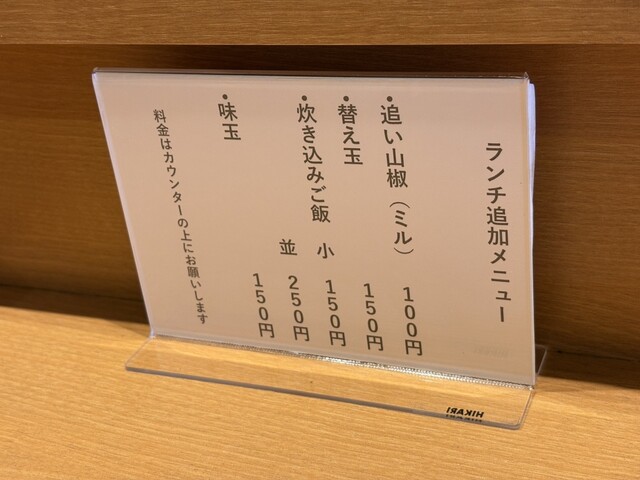 ランチ追加メニュー
・追い山椒（ミル） 100円
・替え玉 150円
・炊き込みご飯 小 150円
並 250円
・味玉 150円
料金はカウンターの上にお願いします
HIKARI